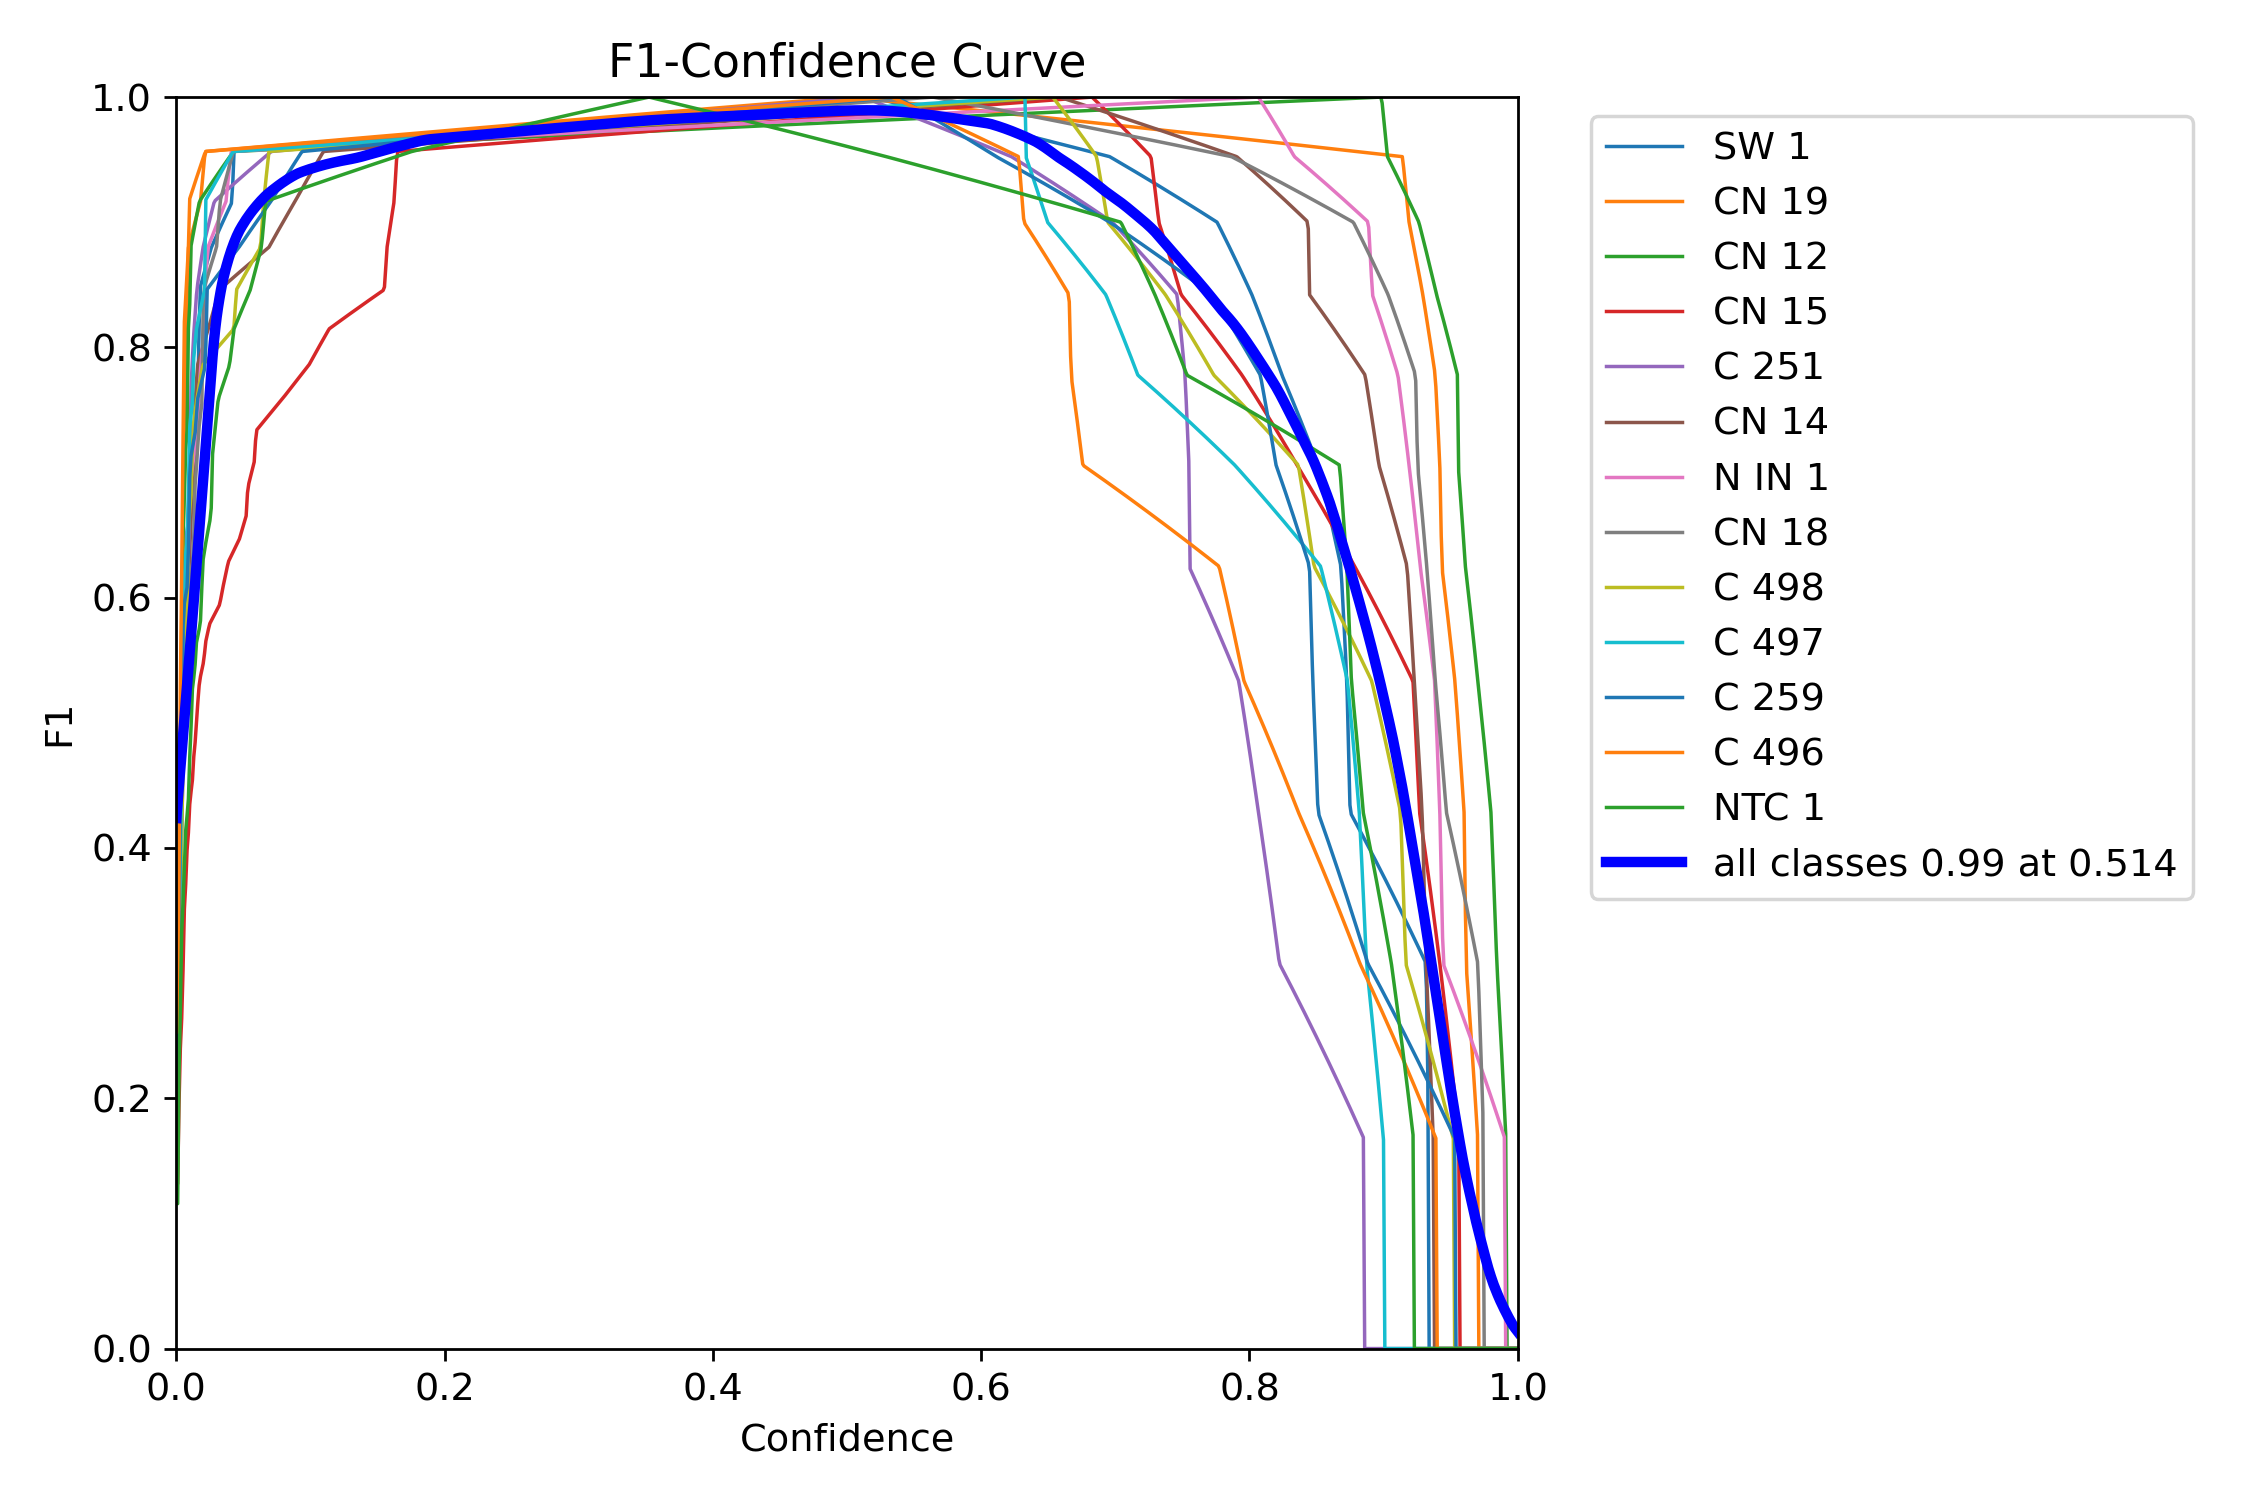 F1-Confidence Curve
1.0
0.8
0.6
0.4
0.2
0.0
F1
0.0 0.2 0.4 0.6 0.8 1.0
Confidence
SW 1
CN 19
CN 12
CN 15
C 251
CN 14
N IN 1
CN 18
C 498
C 497
C 259
C 496
NTC 1
all classes 0.99 at 0.514